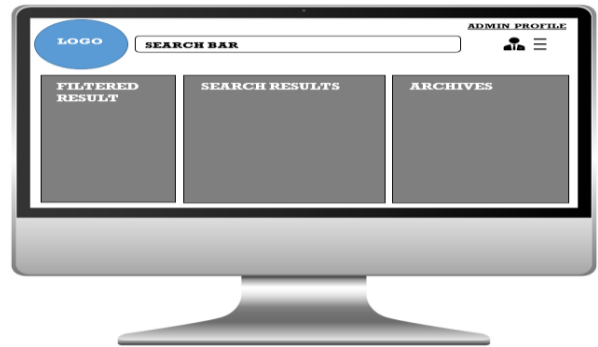 ADMIN PROFILE
LOGO
SEARCH BAR
FILTERED
RESULT
SEARCH RESULTS
ARCHIVES